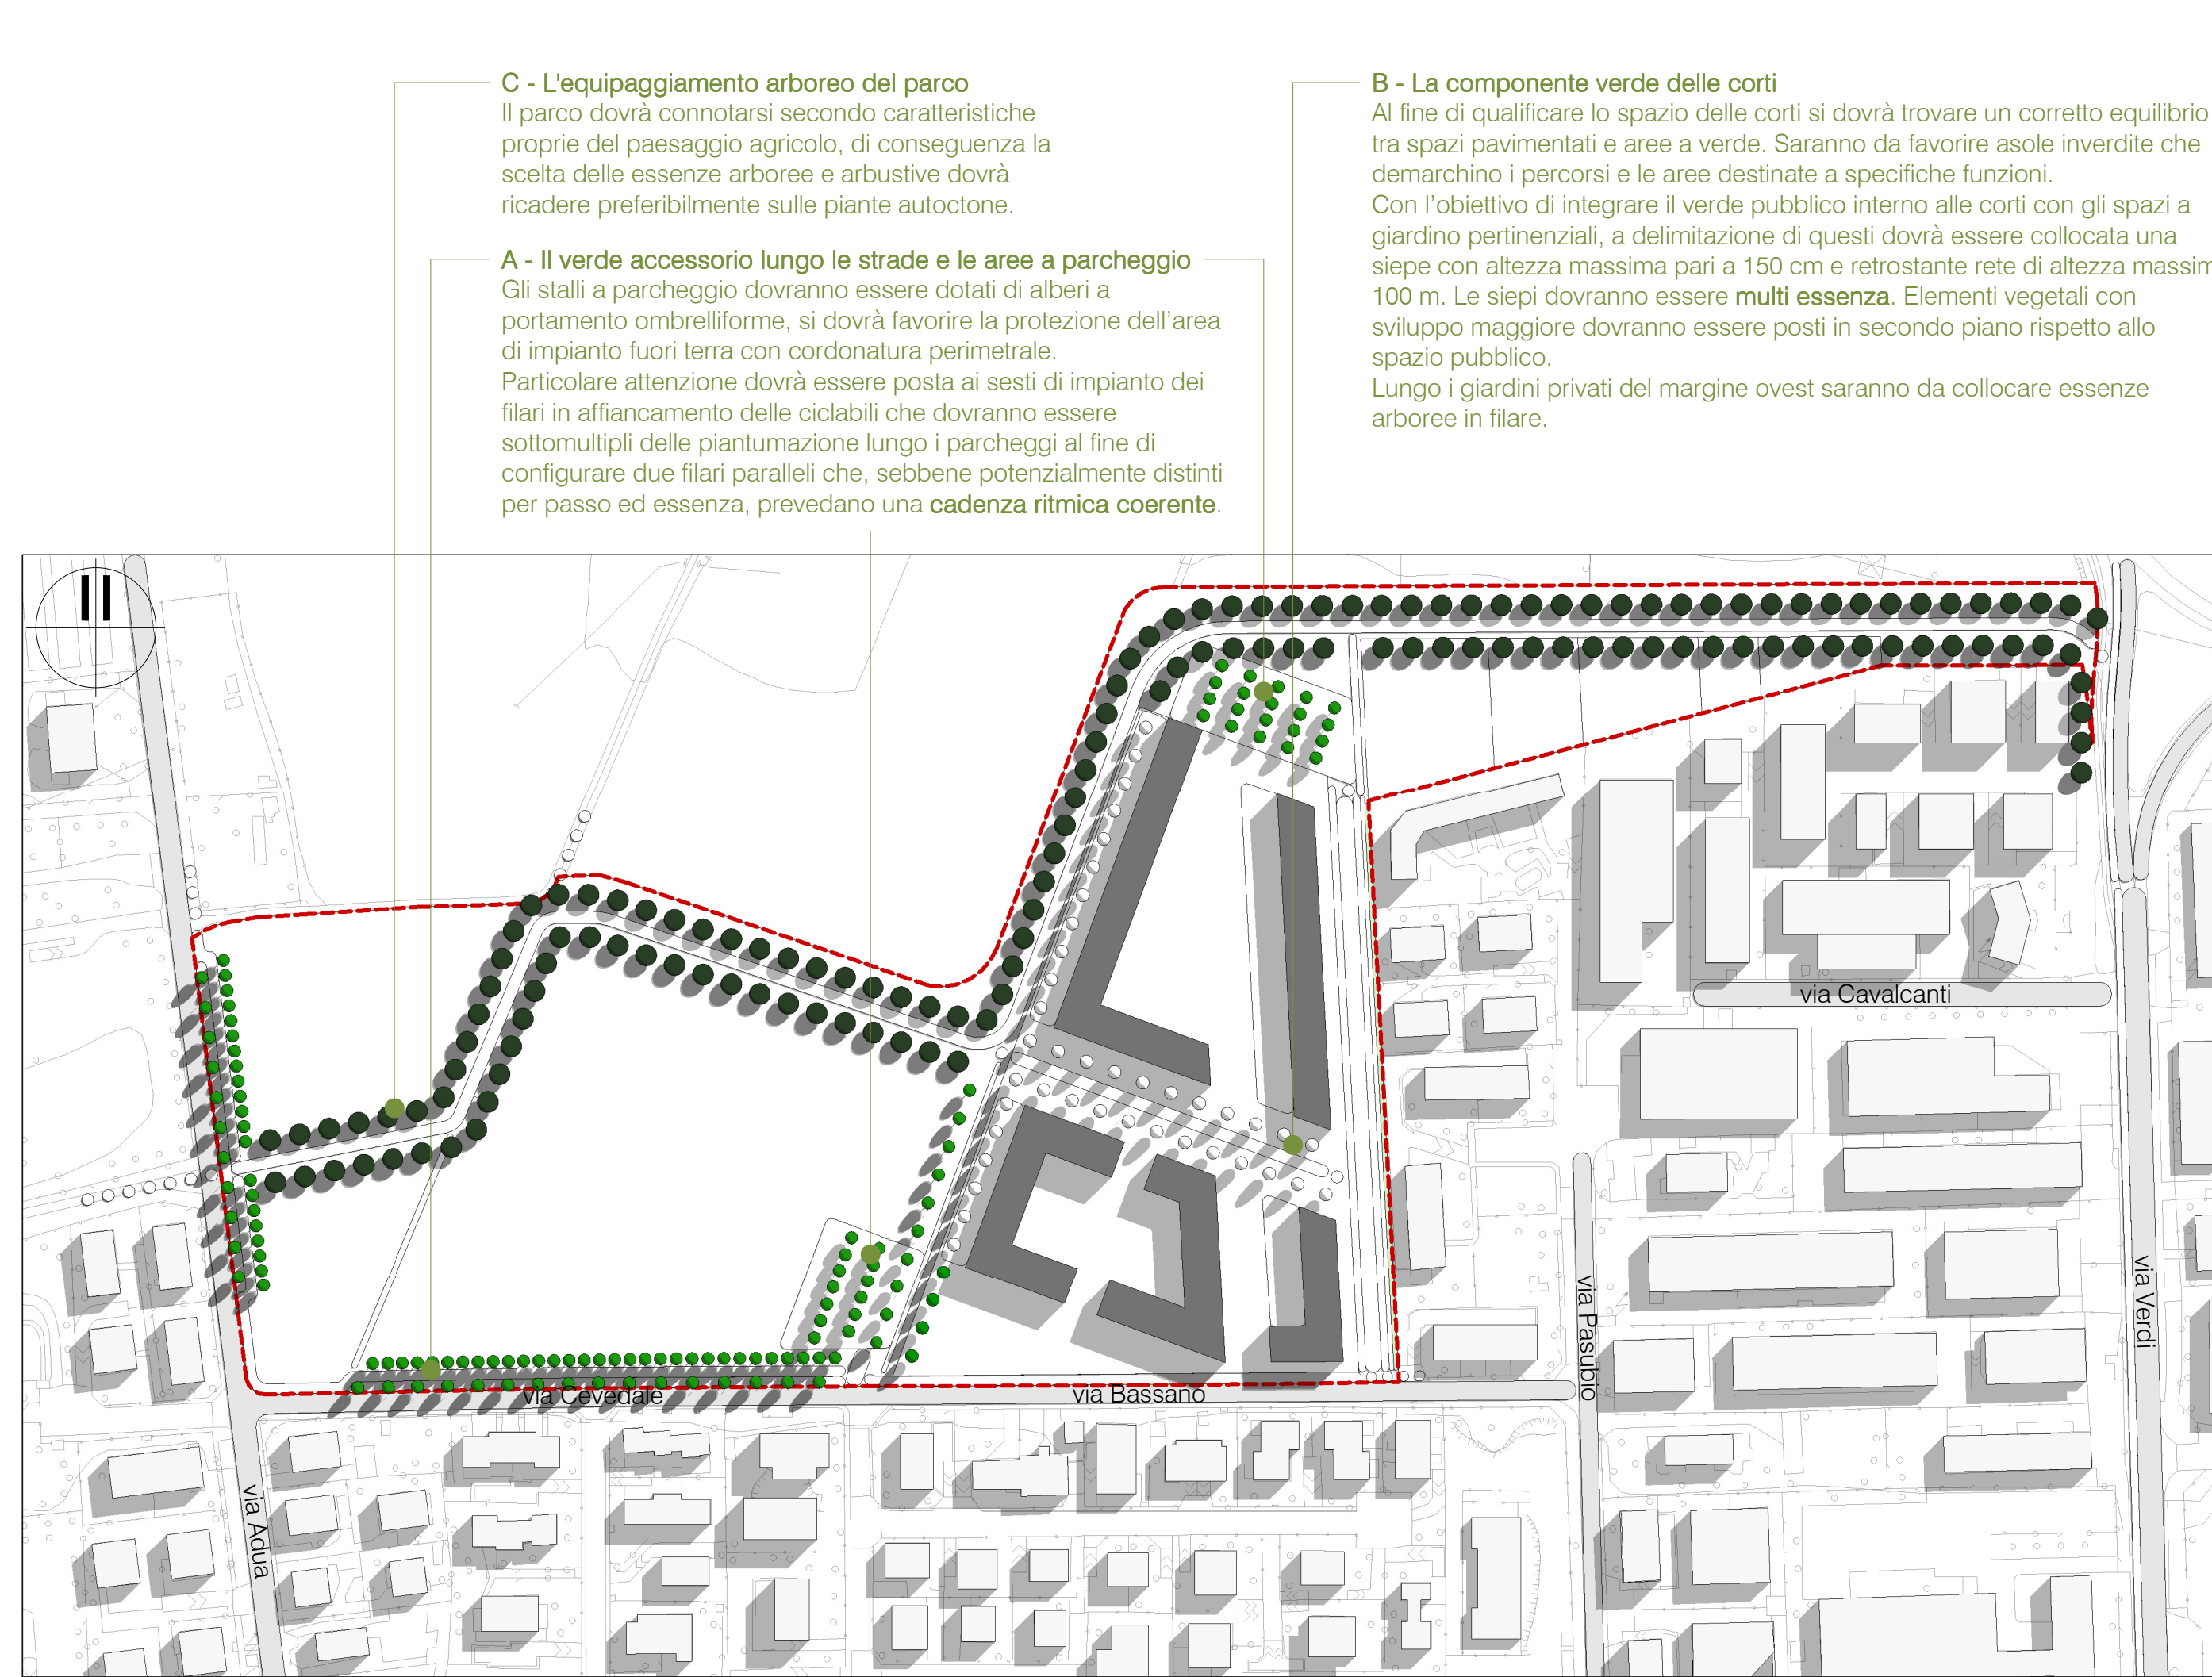 C - L'equipaggiamento arboreo del parco
Il parco dovrà connotarsi secondo caratteristiche
proprie del paesaggio agricolo, di conseguenza la
scelta delle essenze arboree e arbustive dovrà
ricadere preferibilmente sulle piante autoctone.
A - Il verde accessorio lungo le strade e le aree a parcheggio
Gli stalli a parcheggio dovranno essere dotati di alberi a
portamento ombrelliforme, si dovrà favorire la protezione dell'area
di impianto fuori terra con cordonatura perimetrale.
Particolare attenzione dovrà essere posta ai sesti di impianto dei
filari in affiancamento delle ciclabili che dovranno essere
sottomultipli delle piantumazione lungo i parcheggi al fine di
configurare due filari paralleli che, sebbene potenzialmente distinti
per passo ed essenza, prevedano una cadenza ritmica coerente.
B - La componente verde delle corti
Al fine di qualificare lo spazio delle corti si dovrà trovare un corretto equilibrio
tra spazi pavimentati e aree a verde. Saranno da favorire asole inverdite che
demarchino i percorsi e le aree destinate a specifiche funzioni.
Con l'obiettivo di integrare il verde pubblico interno alle corti con gli spazi a
giardino pertinenziali, a delimitazione di questi dovrà essere collocata una
siepe con altezza massima pari a 150 cm e retrostante rete di altezza massim
100 m. Le siepi dovranno essere multi essenza. Elementi vegetali con
sviluppo maggiore dovranno essere posti in secondo piano rispetto allo
spazio pubblico.
Lungo i giardini privati del margine ovest saranno da collocare essenze
arboree in filare.
via Cavalcanti
via Verdi
via Pasubio
via Cevedale
via Bassano
via Adua